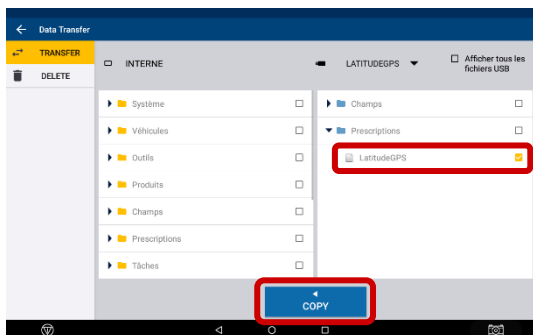 Data Transfer
TRANSFER
DELETE
INTERNE
LATITUDEGPS
Afficher tous les
fichiers USB
Système
Véhicules
Outils
Produits
Champs
Prescriptions
Tâches
Champs
Prescriptions
LatitudeGPS
COPY